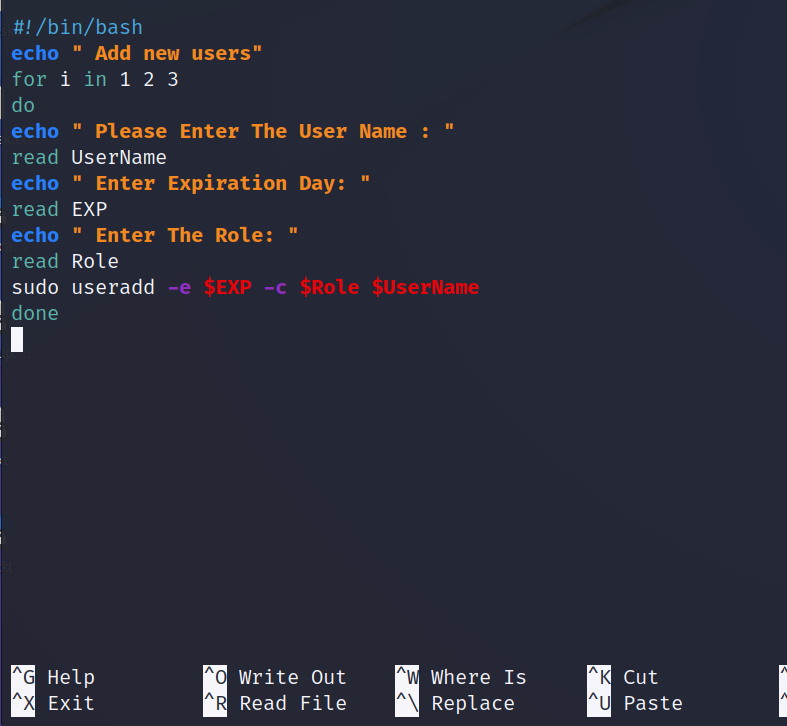 #!/bin/bash
echo " Add new users"
for i in 1 2 3
do
echo " Please Enter The User Name : "
read UserName
echo " Enter Expiration Day: "
read EXP
echo " Enter The Role: "
read Role
sudo useradd -e $EXP -c $Role $UserName
done
^G Help ^O Write Out ^W Where Is ^K Cut
^X Exit ^R Read File ^\ Replace ^U Paste